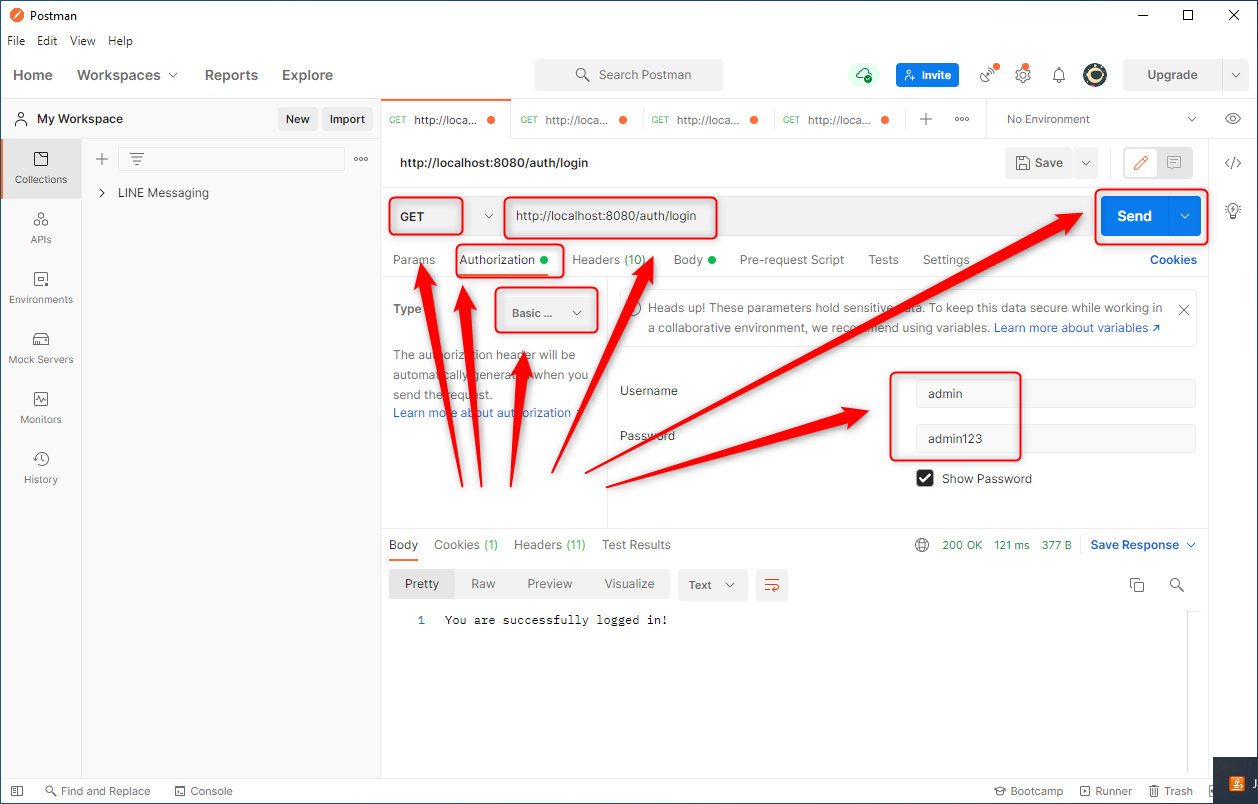 Postman
File Edit View Help
Home Workspaces Reports Explore Search Postman Invite Upgrade
My Workspace New Import GET http://loca... GET http://loca... GET http://loca... GET http://loca... No Environment
http://localhost:8080/auth/login Save
Collections
LINE Messaging
GET http://localhost:8080/auth/login Send
APIs
Params Authorization Headers (10) Body Pre-request Script Tests Settings Cookies
Environments
Type Basic ...
Heads up! These parameters hold sensitive data. To keep this data secure while working in
a collaborative environment, we recommend using variables. Learn more about variables
Mock Servers
The authorization header will be
automatically generated when you
send the request.
Learn more about authorization
Username admin
Monitors
Password admin123
History
Show Password
Body Cookies (1) Headers (11) Test Results 200 OK 121 ms 377 B Save Response
Pretty Raw Preview Visualize Text
1 You are successfully logged in!
Find and Replace Console Bootcamp Runner Trash